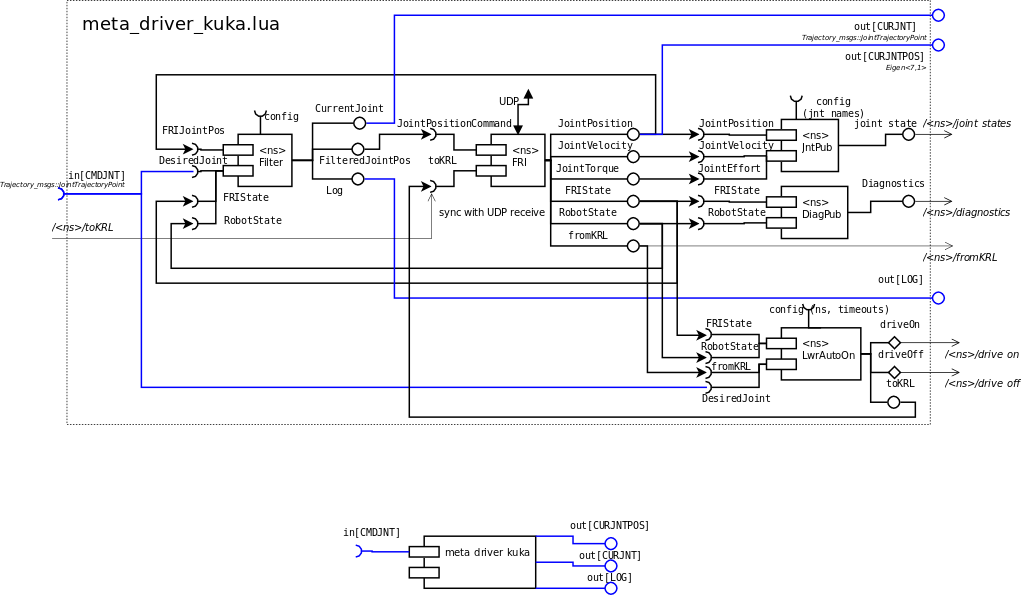 meta_driver_kuka.lua
out[CURJNT]
Trajectory_msgs::JointTrajectoryPoint
out[CURJNTPOS]
Eigen<7,1>
UDP
config
CurrentJoint
JointPositionCommand
FRIJointPos
<ns>
Filter
DesiredJoint
FilteredJointPos
toKRL
<ns>
FRI
in[CMDJNT]
Trajectory_msgs::JointTrajectoryPoint
FRIState
RobotState
Log
/<ns>/toKRL
sync with UDP receive
JointPosition
JointVelocity
JointTorque
FRIState
RobotState
fromKRL
JointPosition
JointVelocity
JointEffort
FRIState
RobotState
config
(jnt names)
<ns>
JntPub
joint state
/<ns>/joint states
<ns>
DiagPub
Diagnostics
/<ns>/diagnostics
/<ns>/fromKRL
out[LOG]
config(ns, timeouts)
FRIState
RobotState
fromKRL
DesiredJoint
<ns>
LwrAutoOn
driveOn
/<ns>/drive on
driveOff
/<ns>/drive off
toKRL
in[CMDJNT]
meta driver kuka
out[CURJNTPOS]
out[CURJNT]
out[LOG]